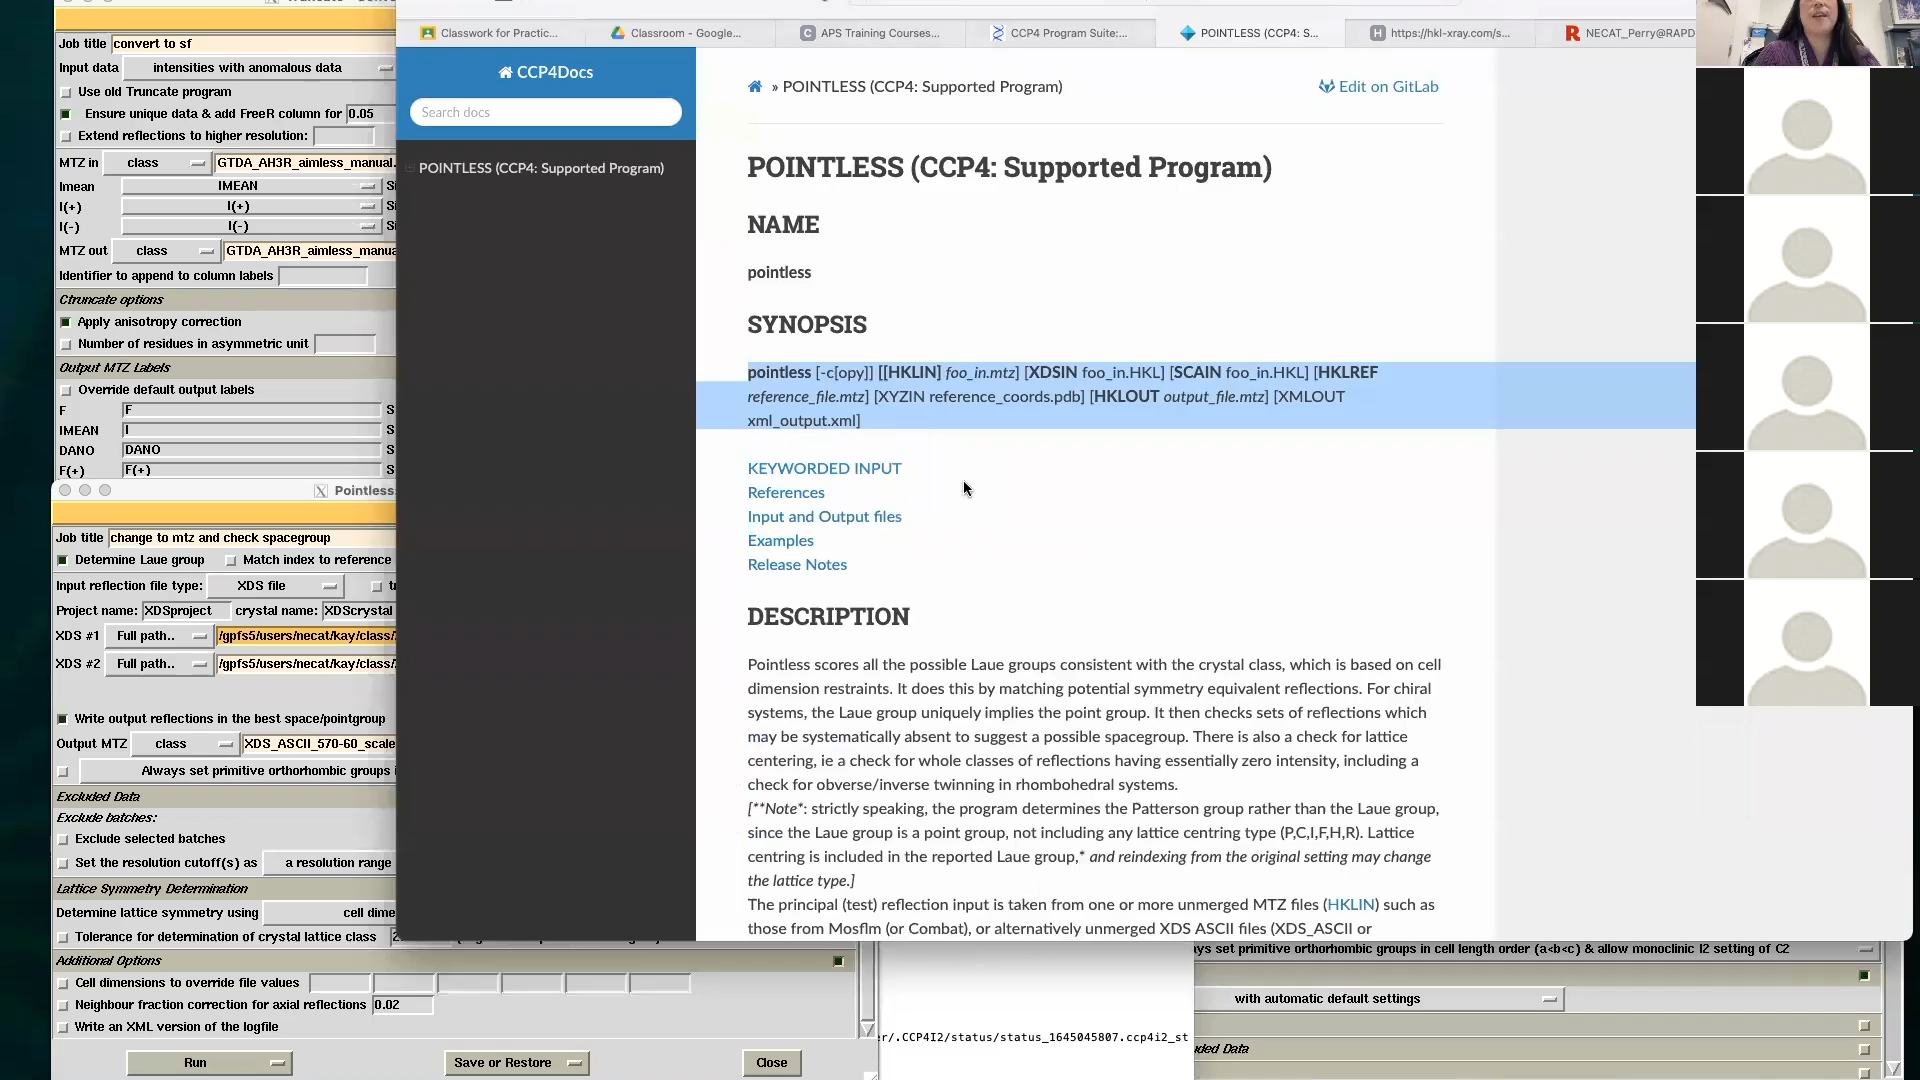 Job title convert to sf
Input data intensities with anomalous data
Use old Truncate program
Ensure unique data & add FreeR column for 0.05
Extend reflections to higher resolution:
MTZ in class GTDA_AH3R_aimless_manual.
Imean IMEAN Si
I(+) I(+) Si
I(-) I(-) Si
MTZ out class GTDA_AH3R_aimless_manua
Identifier to append to column labels
Ctruncate options
Apply anisotropy correction
Number of residues in asymmetric unit
Output MTZ Labels
Override default output labels
F F S
IMEAN I S
DANO DANO S
F(+) F(+) S
Pointless
Job title change to mtz and check spacegroup
Determine Laue group Match index to reference
Input reflection file type: XDS file
Project name: XDSproject crystal name: XDScrystal
XDS #1 Full path.. /gpfs5/users/necat/kay/class/
XDS #2 Full path.. /gpfs5/users/necat/kay/class/
Write output reflections in the best space/pointgroup
Output MTZ class XDS_ASCII_570-60_scale
Always set primitive orthorhombic groups i
Excluded Data
Exclude batches:
Exclude selected batches
Set the resolution cutoff(s) as a resolution range
Lattice Symmetry Determination
Determine lattice symmetry using cell dime
Tolerance for determination of crystal lattice class
Additional Options
Cell dimensions to override file values
Neighbour fraction correction for axial reflections 0.02
Write an XML version of the logfile
Run Save or Restore Close
Classwork for Practic... Classroom - Google... APS Training Courses... CCP4 Program Suite:... POINTLESS (CCP4: S... https://hkl-xray.com/s... NECAT_Perry@RAPD
CCP4Docs
Search docs
POINTLESS (CCP4: Supported Program)
» POINTLESS (CCP4: Supported Program) Edit on GitLab
POINTLESS (CCP4: Supported Program)
NAME
pointless
SYNOPSIS
pointless [-c[opy]] [[HKLIN] foo_in.mtz] [XDSIN foo_in.HKL] [SCAIN foo_in.HKL] [HKLREF
reference_file.mtz] [XYZIN reference_coords.pdb] [HKLOUT output_file.mtz] [XMLOUT
xml_output.xml]
KEYWORDED INPUT
References
Input and Output files
Examples
Release Notes
DESCRIPTION
Pointless scores all the possible Laue groups consistent with the crystal class, which is based on cell
dimension restraints. It does this by matching potential symmetry equivalent reflections. For chiral
systems, the Laue group uniquely implies the point group. It then checks sets of reflections which
may be systematically absent to suggest a possible spacegroup. There is also a check for lattice
centering, ie a check for whole classes of reflections having essentially zero intensity, including a
check for obverse/inverse twinning in rhombohedral systems.
[**Note*: strictly speaking, the program determines the Patterson group rather than the Laue group,
since the Laue group is a point group, not including any lattice centring type (P,C,I,F,H,R). Lattice
centring is included in the reported Laue group,* and reindexing from the original setting may change
the lattice type.]
The principal (test) reflection input is taken from one or more unmerged MTZ files (HKLIN) such as
those from Mosflm (or Combat), or alternatively unmerged XDS ASCII files (XDS_ASCII or
ys set primitive orthorhombic groups in cell length order (a<b<c) & allow monoclinic I2 setting of C2
with automatic default settings
er/.CCP4I2/status/status_1645045807.ccp4i2_st
ded Data